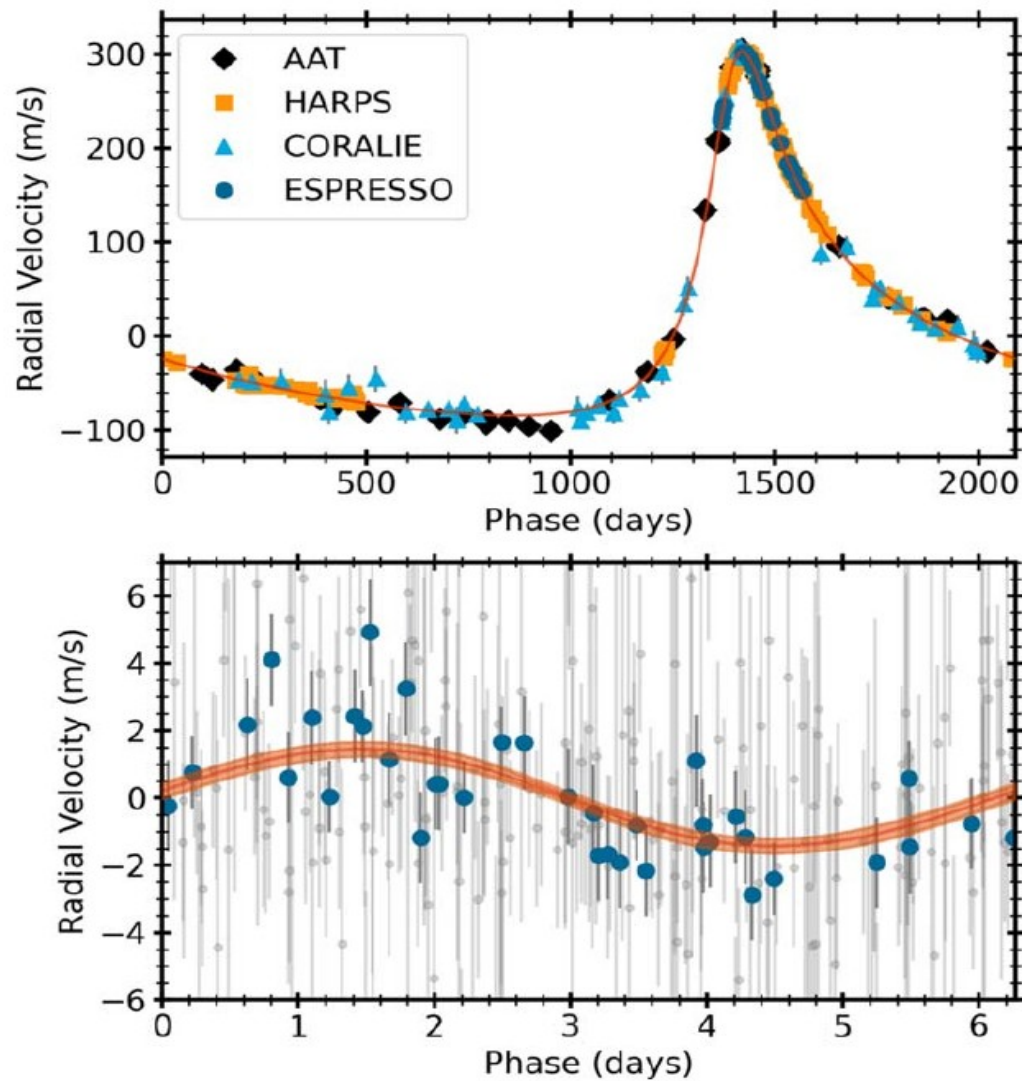 300
200
100
0
−100
Radial Velocity (m/s)
AAT
HARPS
CORALIE
ESPRESSO
0 500 1000 1500 2000
Phase (days)
6
4
2
0
−2
−4
−6
Radial Velocity (m/s)
0 1 2 3 4 5 6
Phase (days)